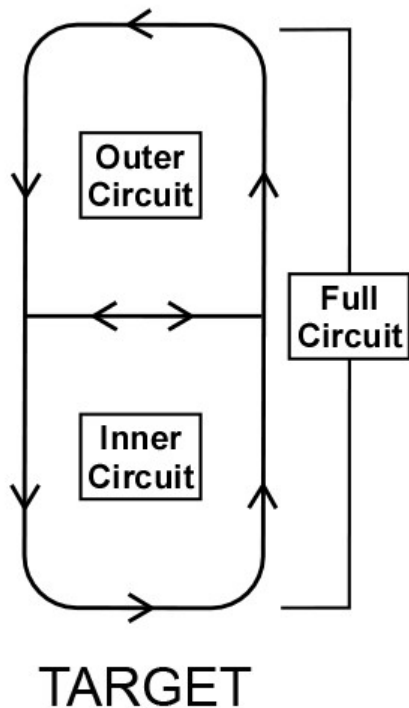 Outer
Circuit
Full
Circuit
Inner
Circuit
TARGET